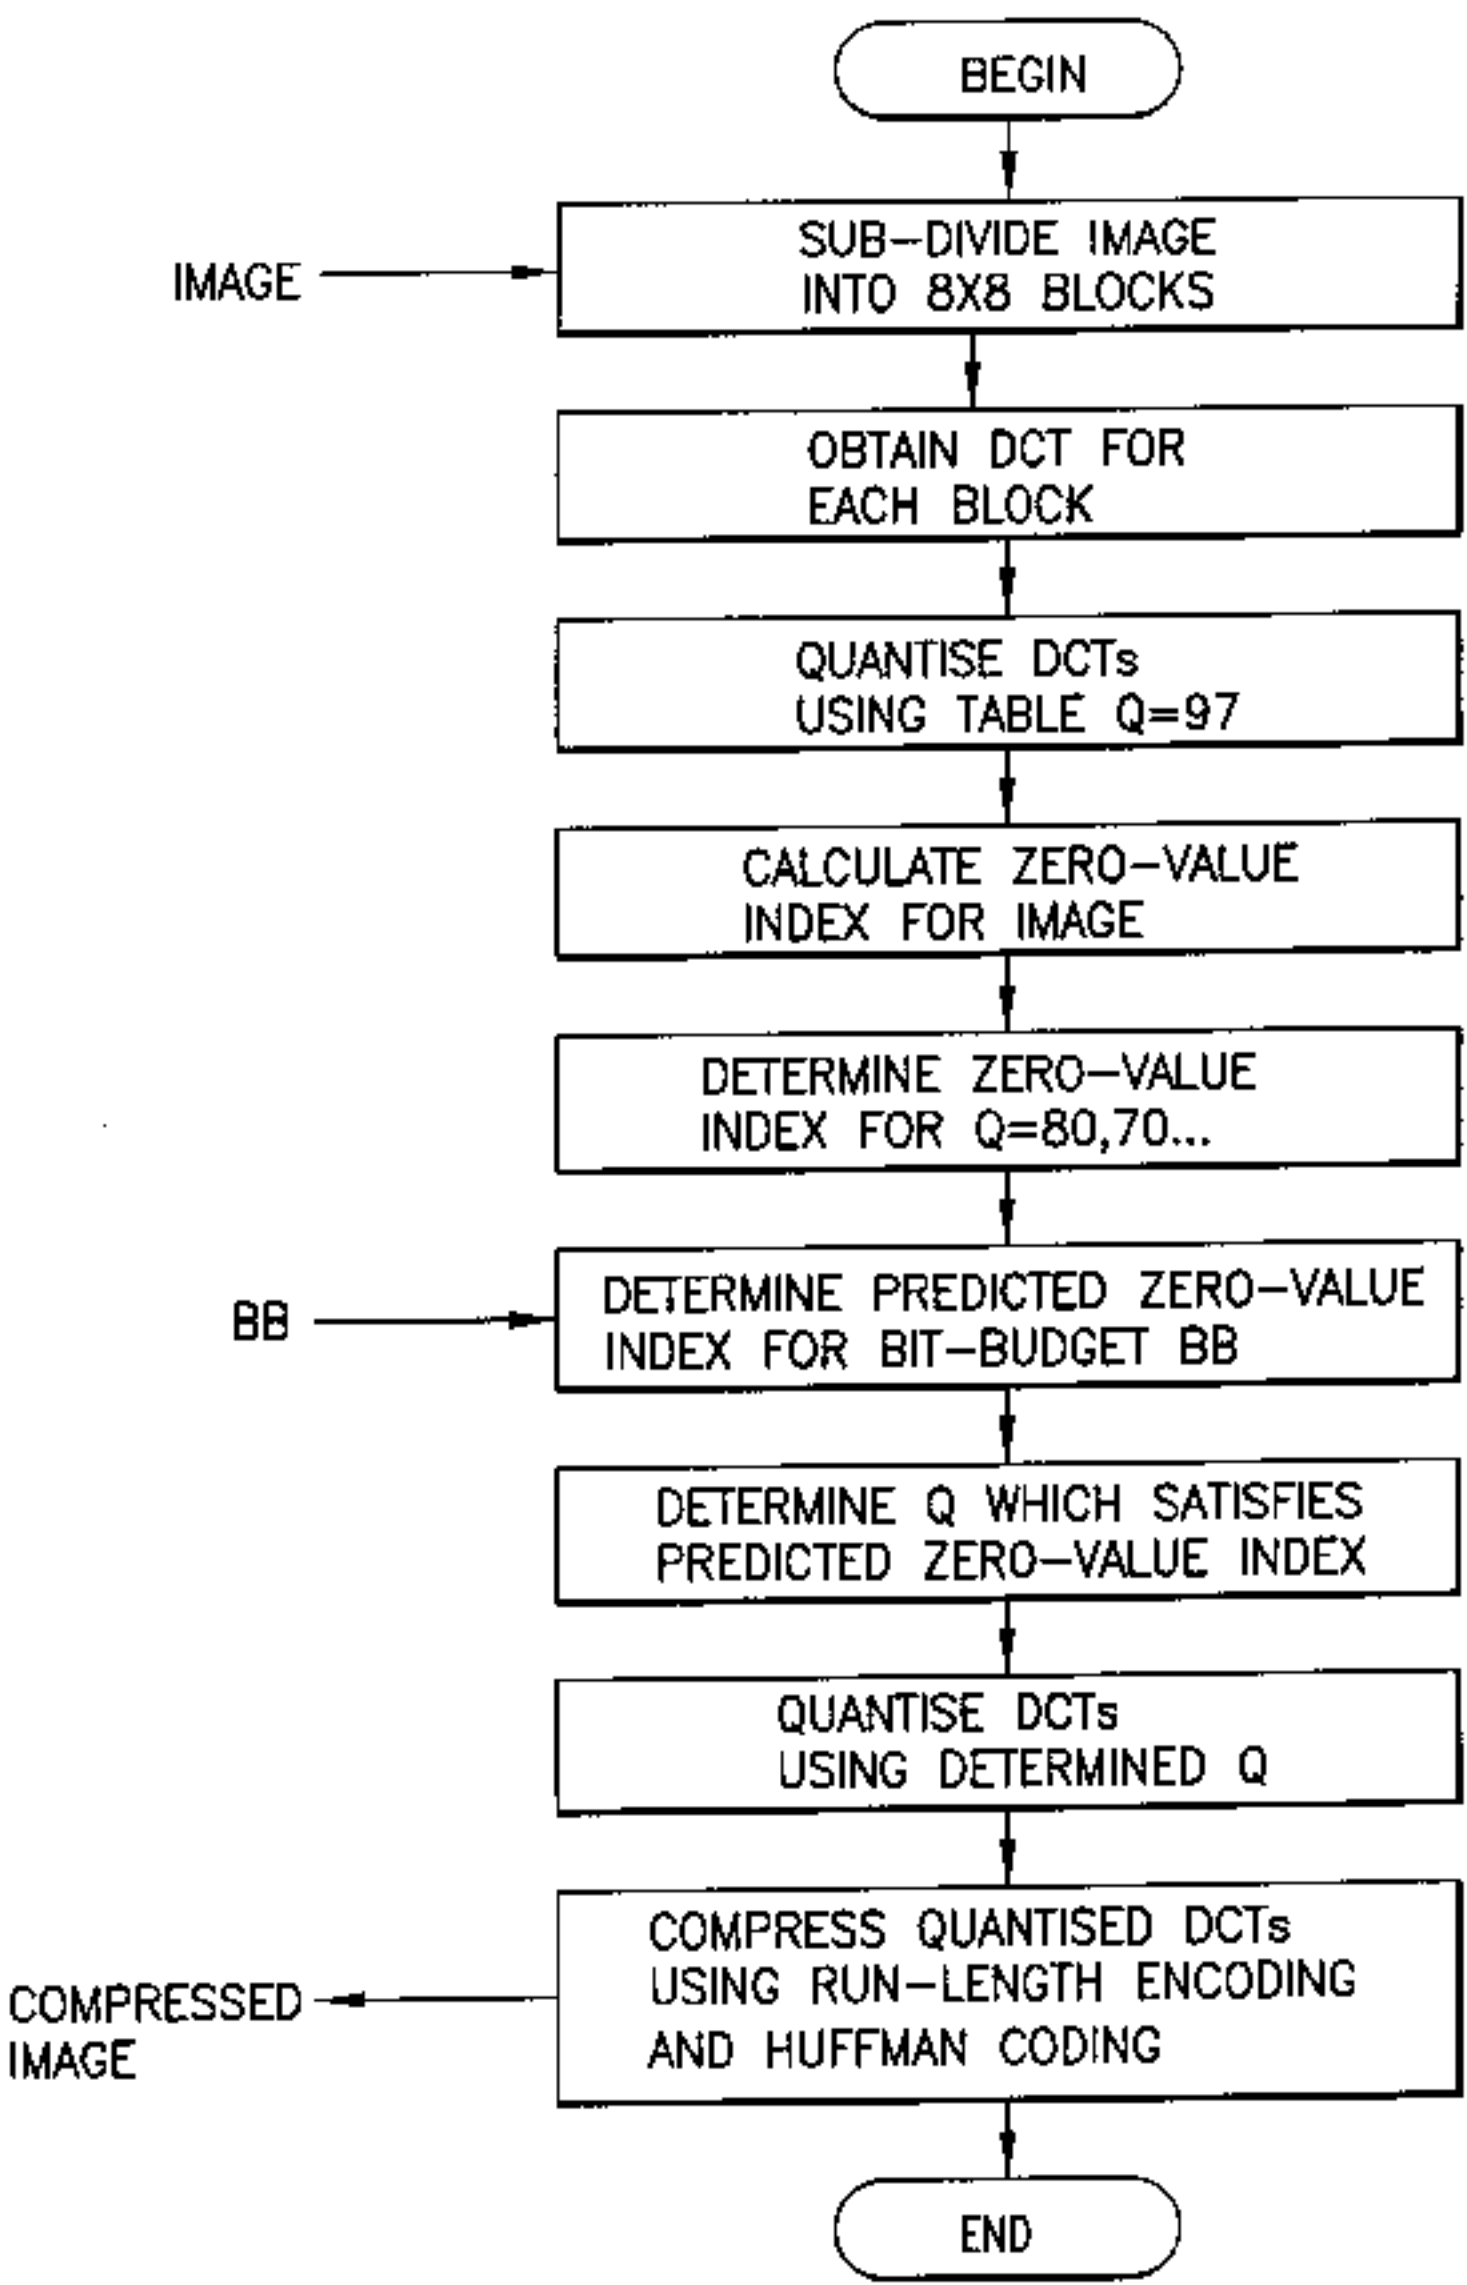 BEGIN
IMAGE
SUB-DIVIDE IMAGE
INTO 8X8 BLOCKS
OBTAIN DCT FOR
EACH BLOCK
QUANTISE DCTs
USING TABLE Q=97
CALCULATE ZERO-VALUE
INDEX FOR IMAGE
DETERMINE ZERO-VALUE
INDEX FOR Q=80,70...
BB
DETERMINE PREDICTED ZERO-VALUE
INDEX FOR BIT-BUDGET BB
DETERMINE Q WHICH SATISFIES
PREDICTED ZERO-VALUE INDEX
QUANTISE DCTs
USING DETERMINED Q
COMPRESS QUANTISED DCTs
USING RUN-LENGTH ENCODING
AND HUFFMAN CODING
COMPRESSED
IMAGE
END